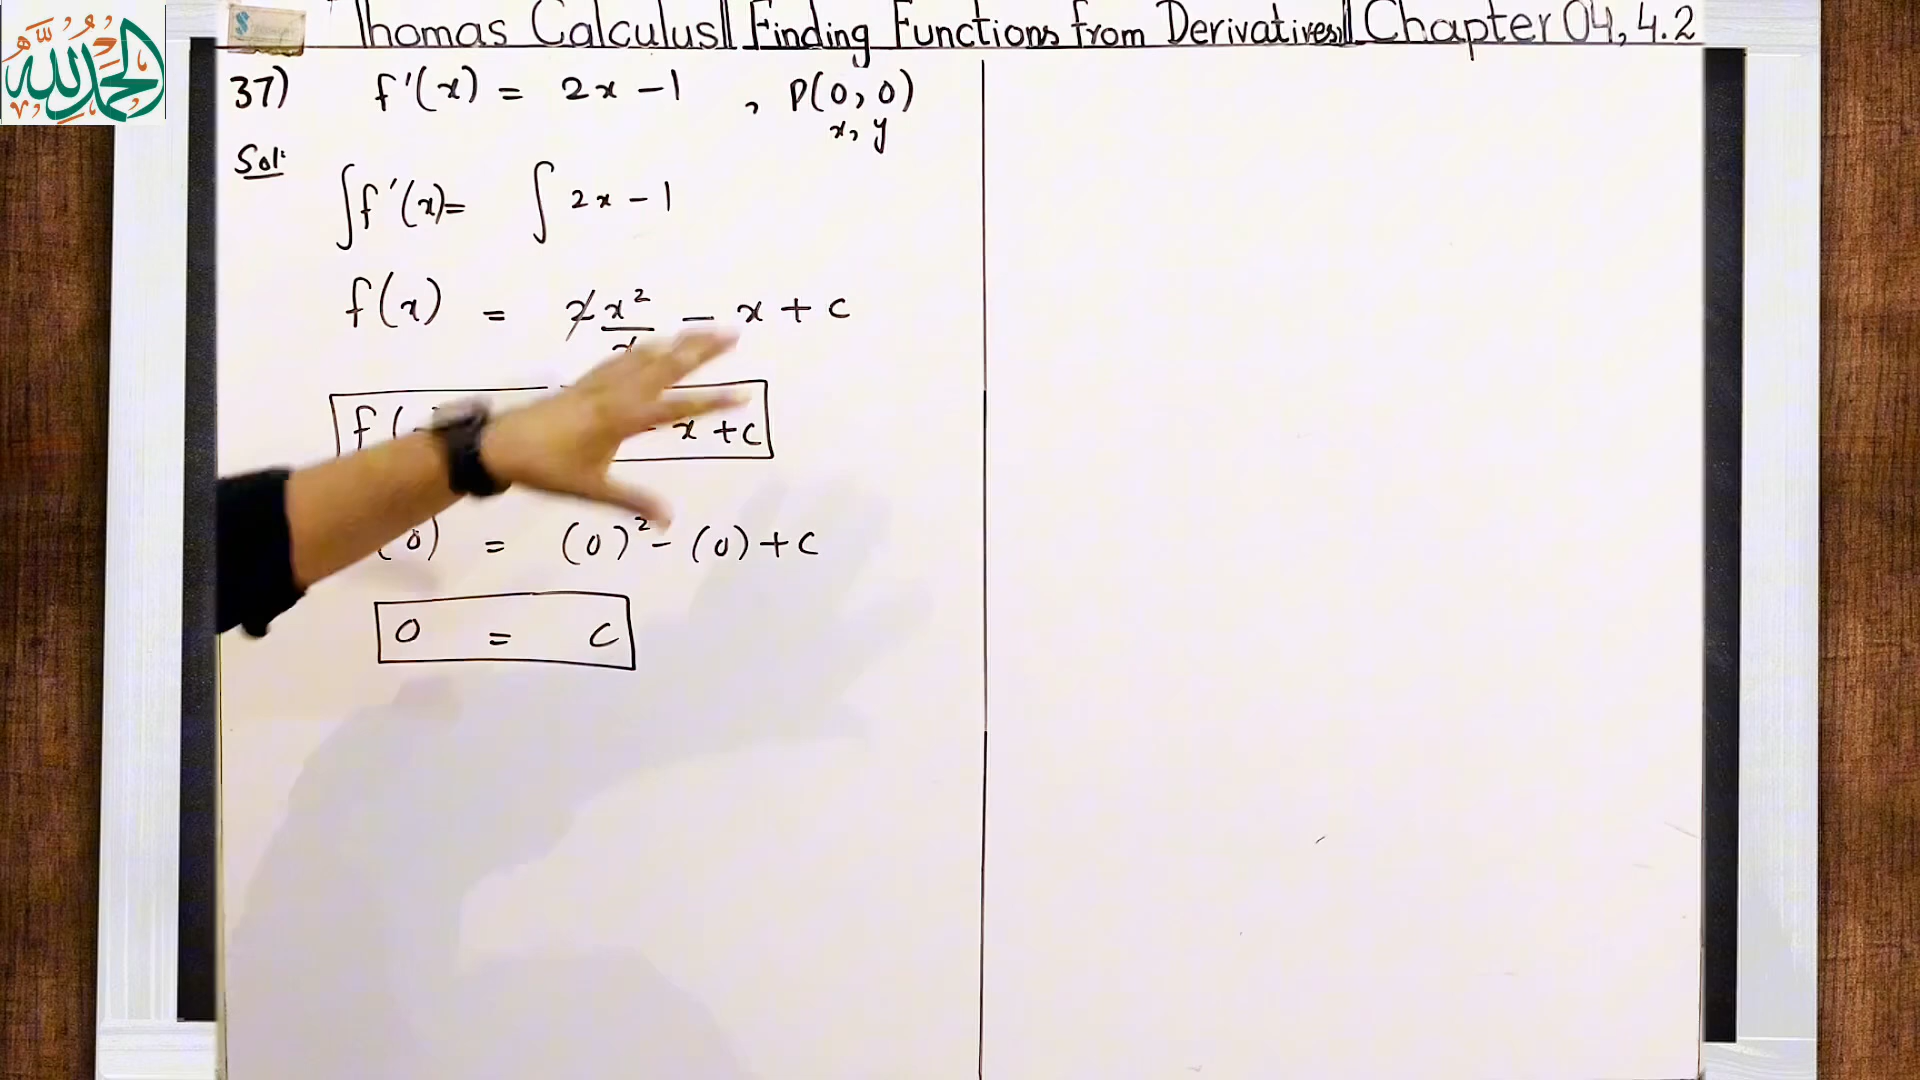 الحمد لله
Thomas Calculus|| Finding Functions from Derivatives|| Chapter 04, 4.2
37) f'(x) = 2x - 1 , P(0, 0)
x, y
Sol:
∫f'(x) = ∫ 2x - 1
f(x) = 2x²/2 - x + c
f( x + c
(0) = (0)² - (0) + c
0 = c